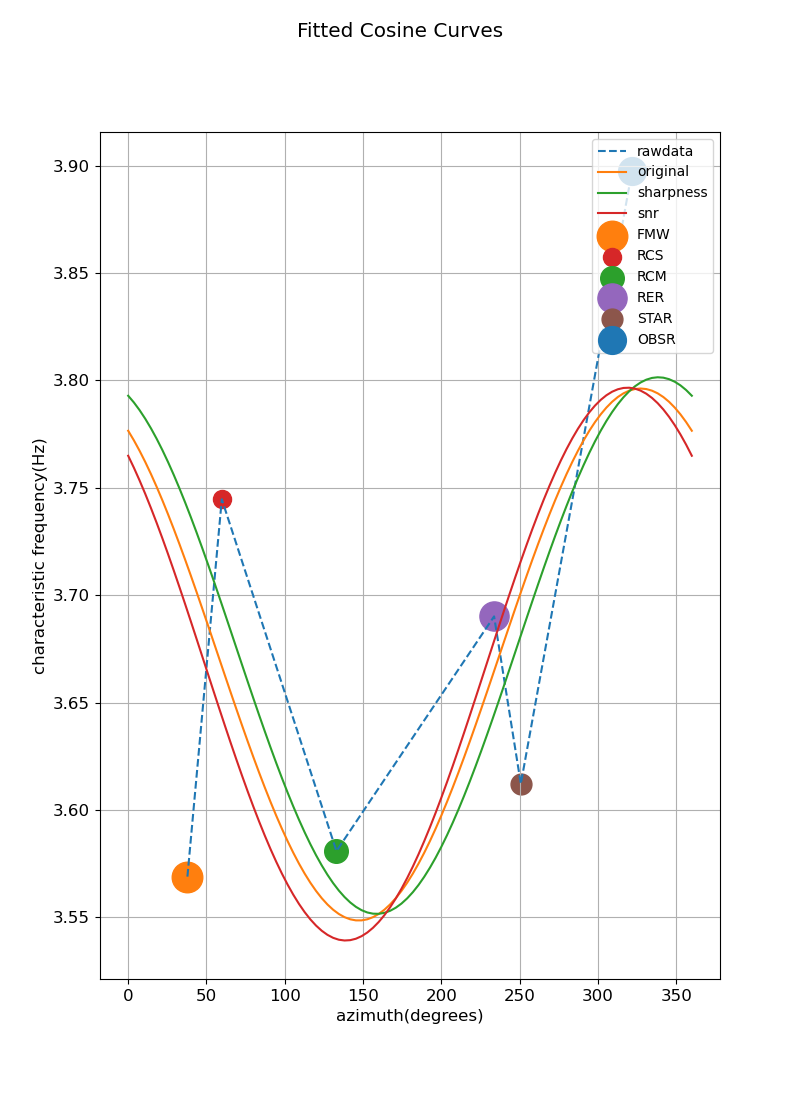 Fitted Cosine Curves
3.90
3.85
3.80
3.75
3.70
3.65
3.60
3.55
characteristic frequency(Hz)
rawdata
original
sharpness
snr
FMW
RCS
RCM
RER
STAR
OBSR
0 50 100 150 200 250 300 350
azimuth(degrees)